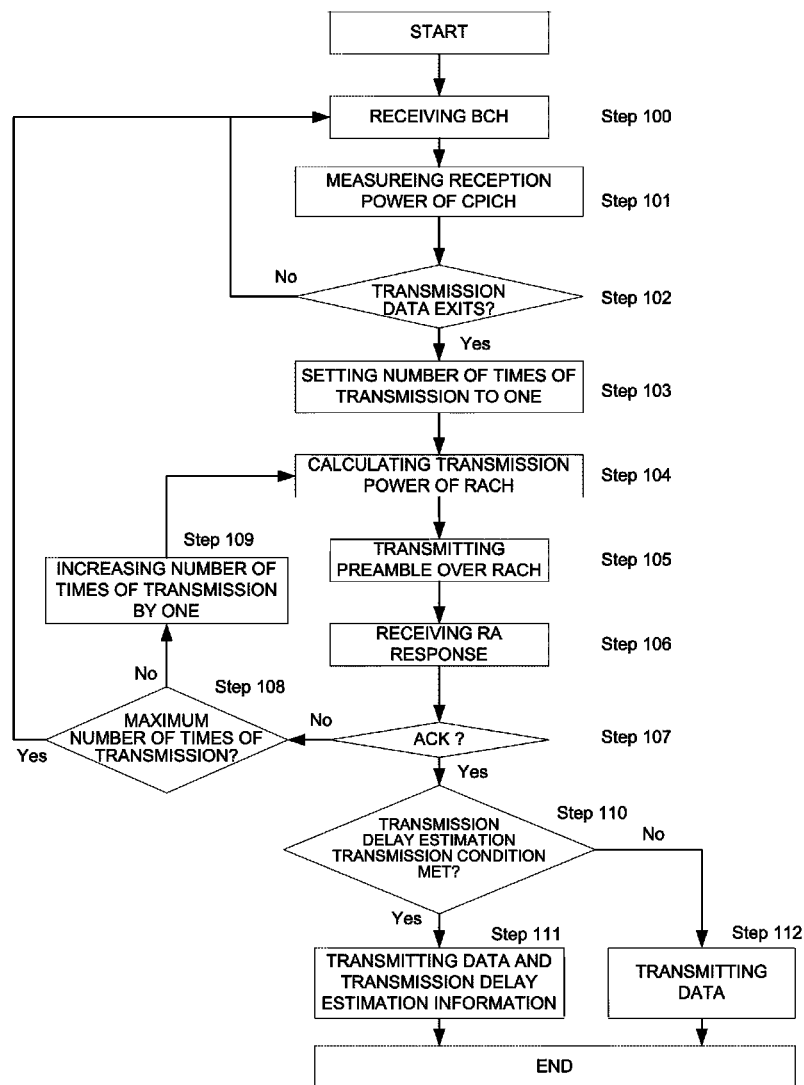 START
RECEIVING BCH
Step 100
MEASUREING RECEPTION
POWER OF CPICH
Step 101
No
TRANSMISSION
DATA EXITS?
Step 102
Yes
SETTING NUMBER OF TIMES OF
TRANSMISSION TO ONE
Step 103
CALCULATING TRANSMISSION
POWER OF RACH
Step 104
Step 109
INCREASING NUMBER OF
TIMES OF TRANSMISSION
BY ONE
TRANSMITTING
PREAMBLE OVER RACH
Step 105
RECEIVING RA
RESPONSE
Step 106
No
Step 108
MAXIMUM
NUMBER OF TIMES OF
TRANSMISSION?
Yes
No
ACK ?
Step 107
Yes
Step 110
TRANSMISSION
DELAY ESTIMATION
TRANSMISSION CONDITION
MET?
No
Yes
Step 111
TRANSMITTING DATA AND
TRANSMISSION DELAY
ESTIMATION INFORMATION
Step 112
TRANSMITTING
DATA
END